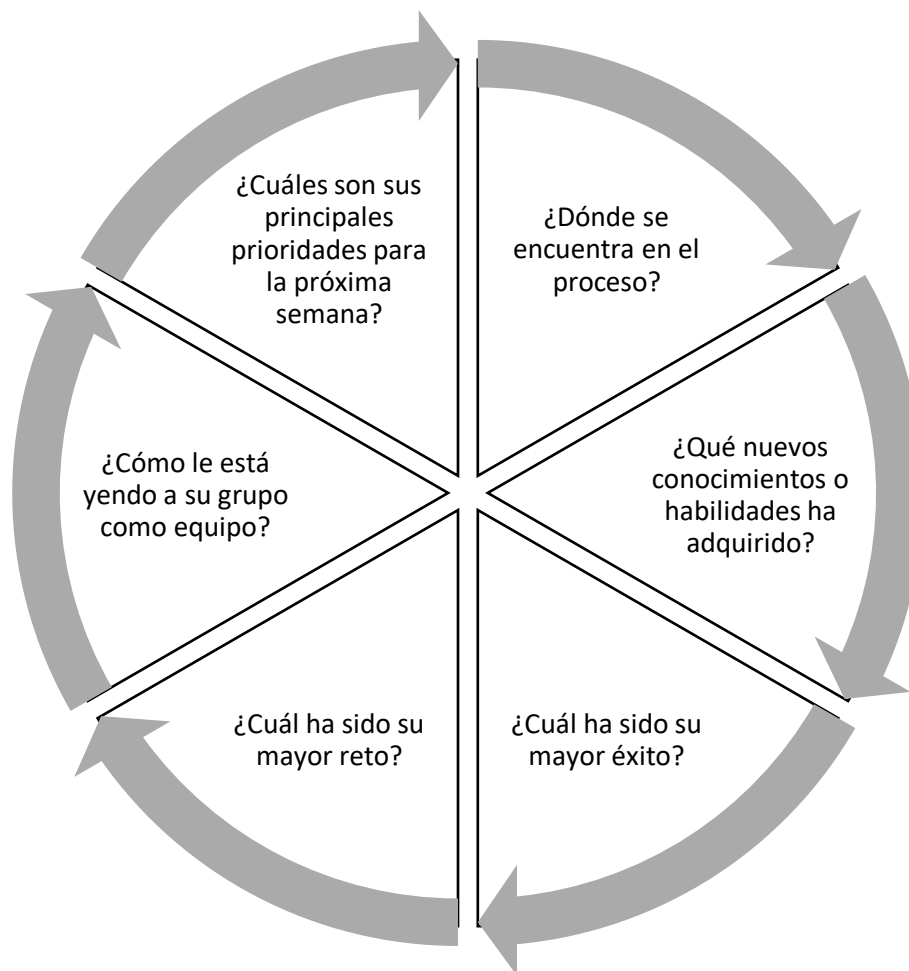 ¿Cuáles son sus
principales
prioridades para
la próxima
semana?
¿Dónde se
encuentra en el
proceso?
¿Qué nuevos
conocimientos o
habilidades ha
adquirido?
¿Cuál ha sido su
mayor éxito?
¿Cuál ha sido su
mayor reto?
¿Cómo le está
yendo a su grupo
como equipo?